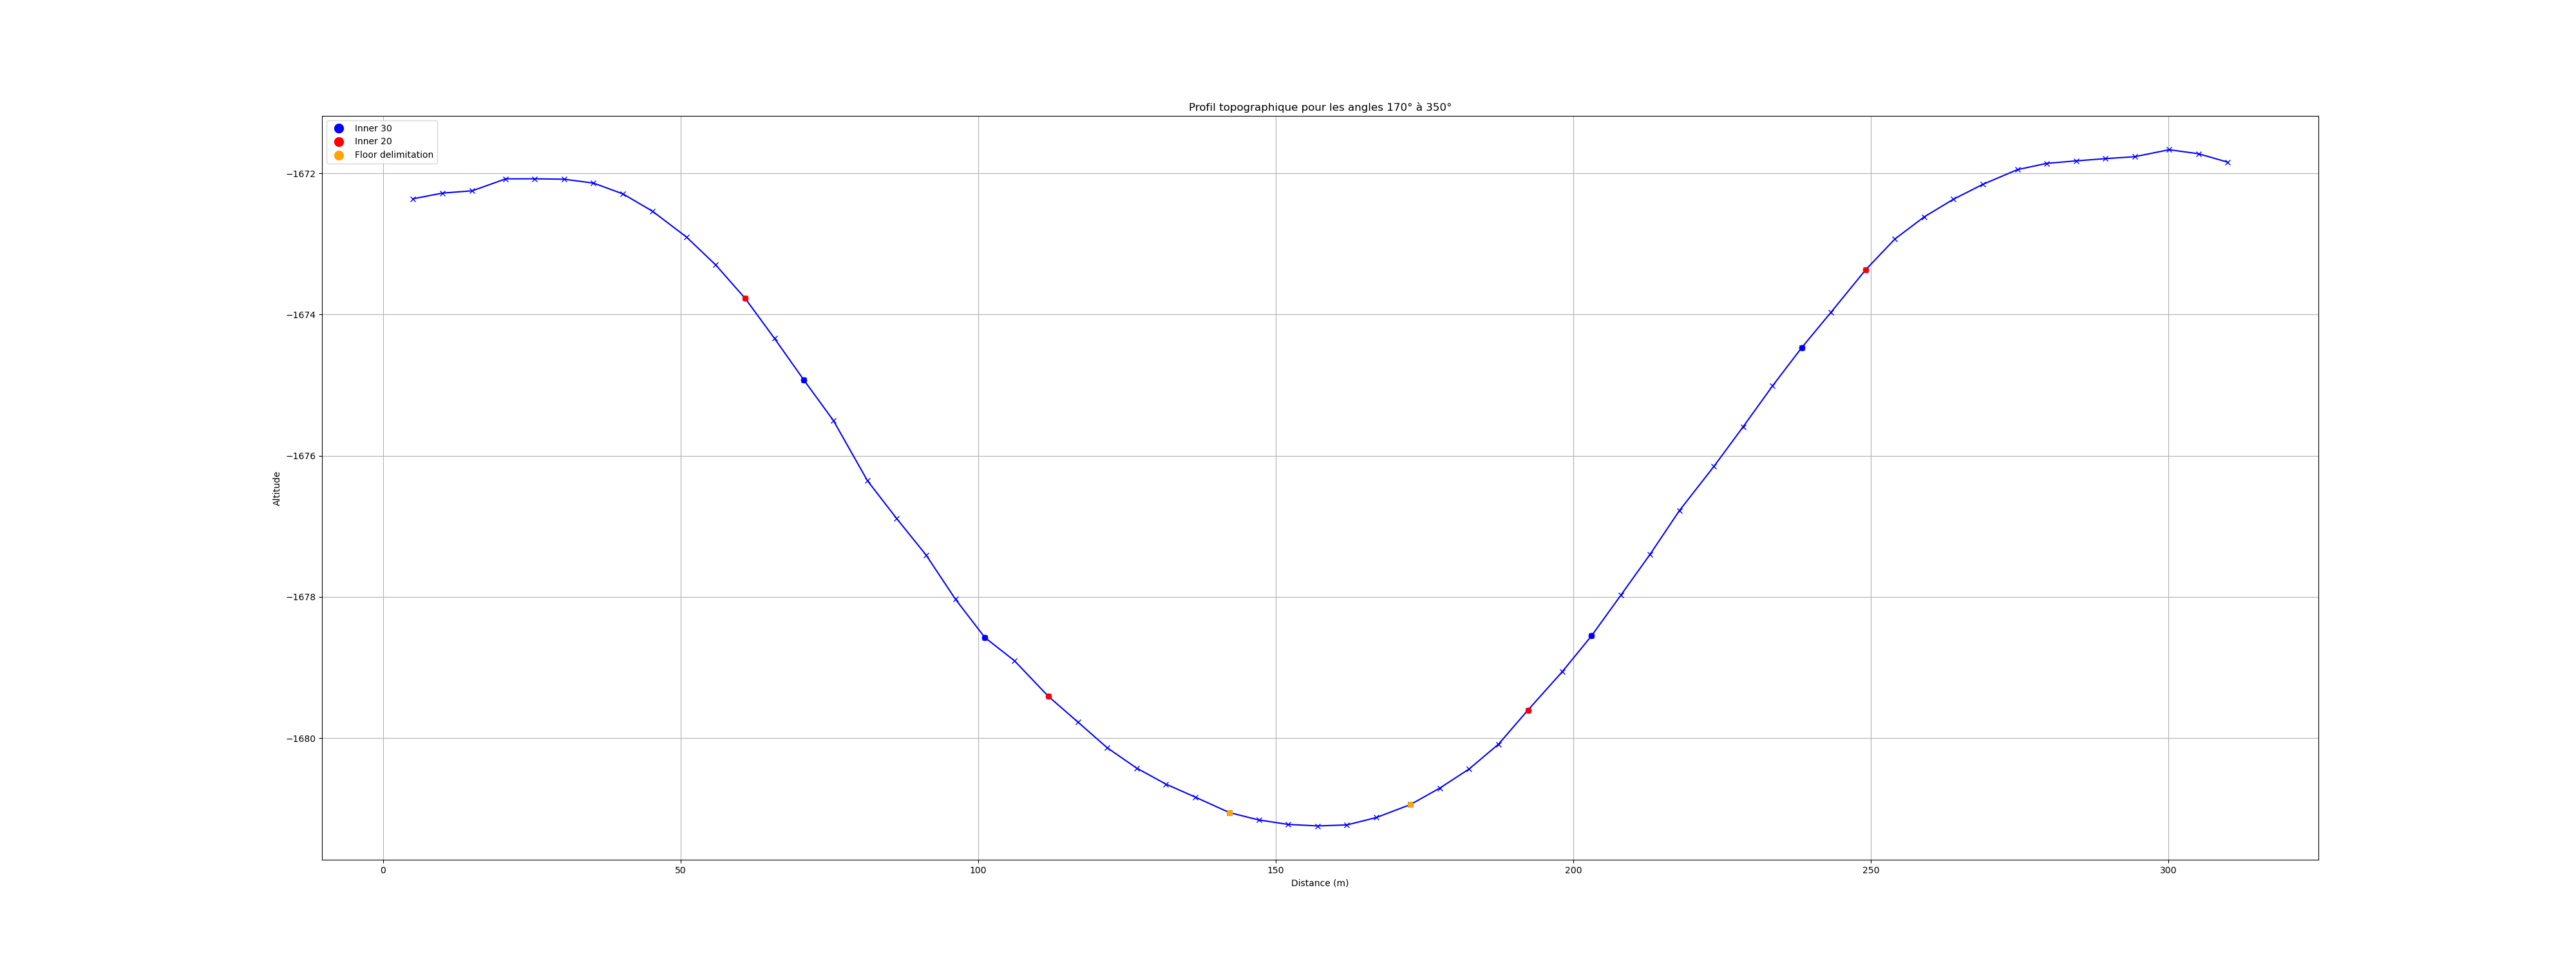 Profil topographique pour les angles 170° à 350°
Inner 30
Inner 20
Floor delimitation
−1672
−1674
−1676
−1678
−1680
Altitude
0 50 100 150 200 250 300
Distance (m)